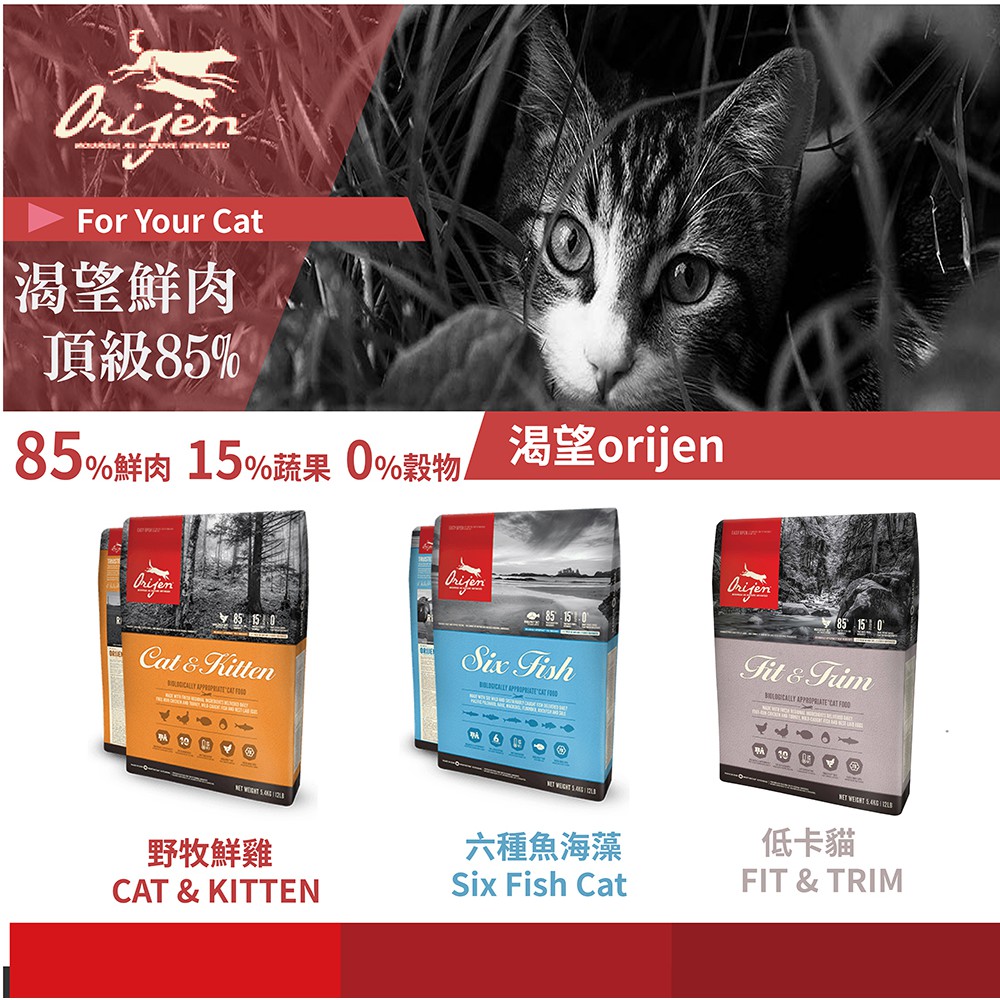 Orijen
NOURISH AS NATURE INTENDED
For Your Cat
渴望鮮肉
頂級85%
85%鮮肉 15%蔬果 0%穀物
渴望orijen
Orijen
85 15 0
Cat & Kitten
BIOLOGICALLY APPROPRIATE CAT FOOD
NET WEIGHT 5.4KG | 12LB
Orijen
85 15 0
Six Fish
BIOLOGICALLY APPROPRIATE CAT FOOD
NET WEIGHT 5.4KG | 12LB
Orijen
85 15 0
Fit & Trim
BIOLOGICALLY APPROPRIATE CAT FOOD
NET WEIGHT 5.4KG | 12LB
野牧鮮雞
CAT & KITTEN
六種魚海藻
Six Fish Cat
低卡貓
FIT & TRIM